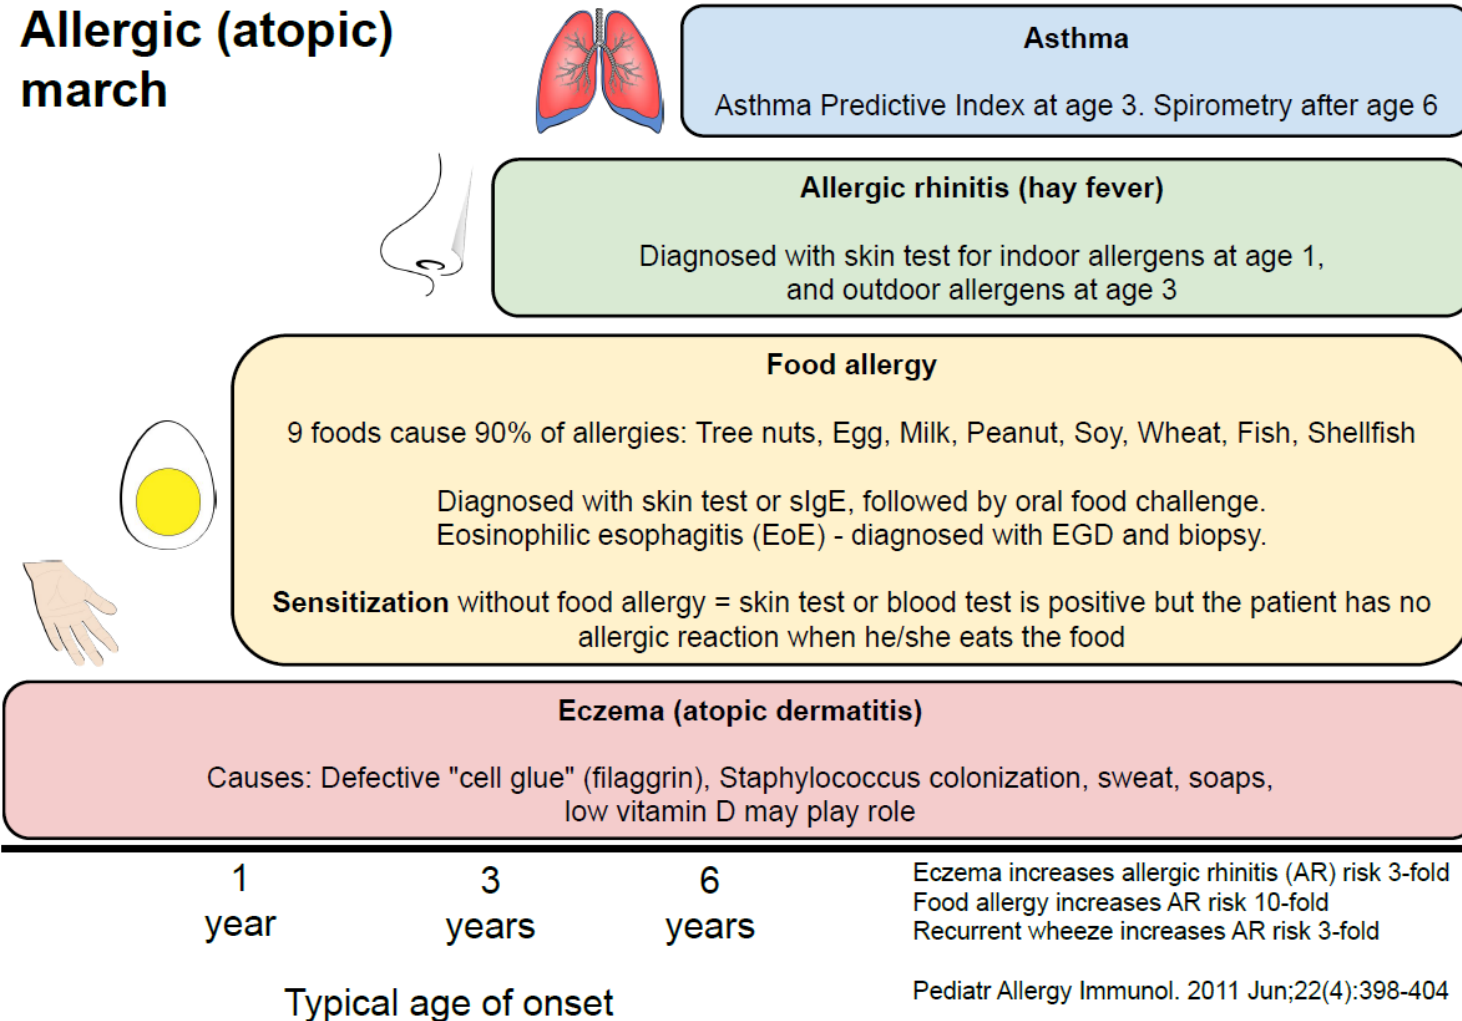 Allergic (atopic)
march
Asthma
Asthma Predictive Index at age 3. Spirometry after age 6
Allergic rhinitis (hay fever)
Diagnosed with skin test for indoor allergens at age 1,
and outdoor allergens at age 3
Food allergy
9 foods cause 90% of allergies: Tree nuts, Egg, Milk, Peanut, Soy, Wheat, Fish, Shellfish
Diagnosed with skin test or sIgE, followed by oral food challenge.
Eosinophilic esophagitis (EoE) - diagnosed with EGD and biopsy.
Sensitization without food allergy = skin test or blood test is positive but the patient has no
allergic reaction when he/she eats the food
Eczema (atopic dermatitis)
Causes: Defective "cell glue" (filaggrin), Staphylococcus colonization, sweat, soaps,
low vitamin D may play role
1
year
3
years
6
years
Typical age of onset
Eczema increases allergic rhinitis (AR) risk 3-fold
Food allergy increases AR risk 10-fold
Recurrent wheeze increases AR risk 3-fold
Pediatr Allergy Immunol. 2011 Jun;22(4):398-404